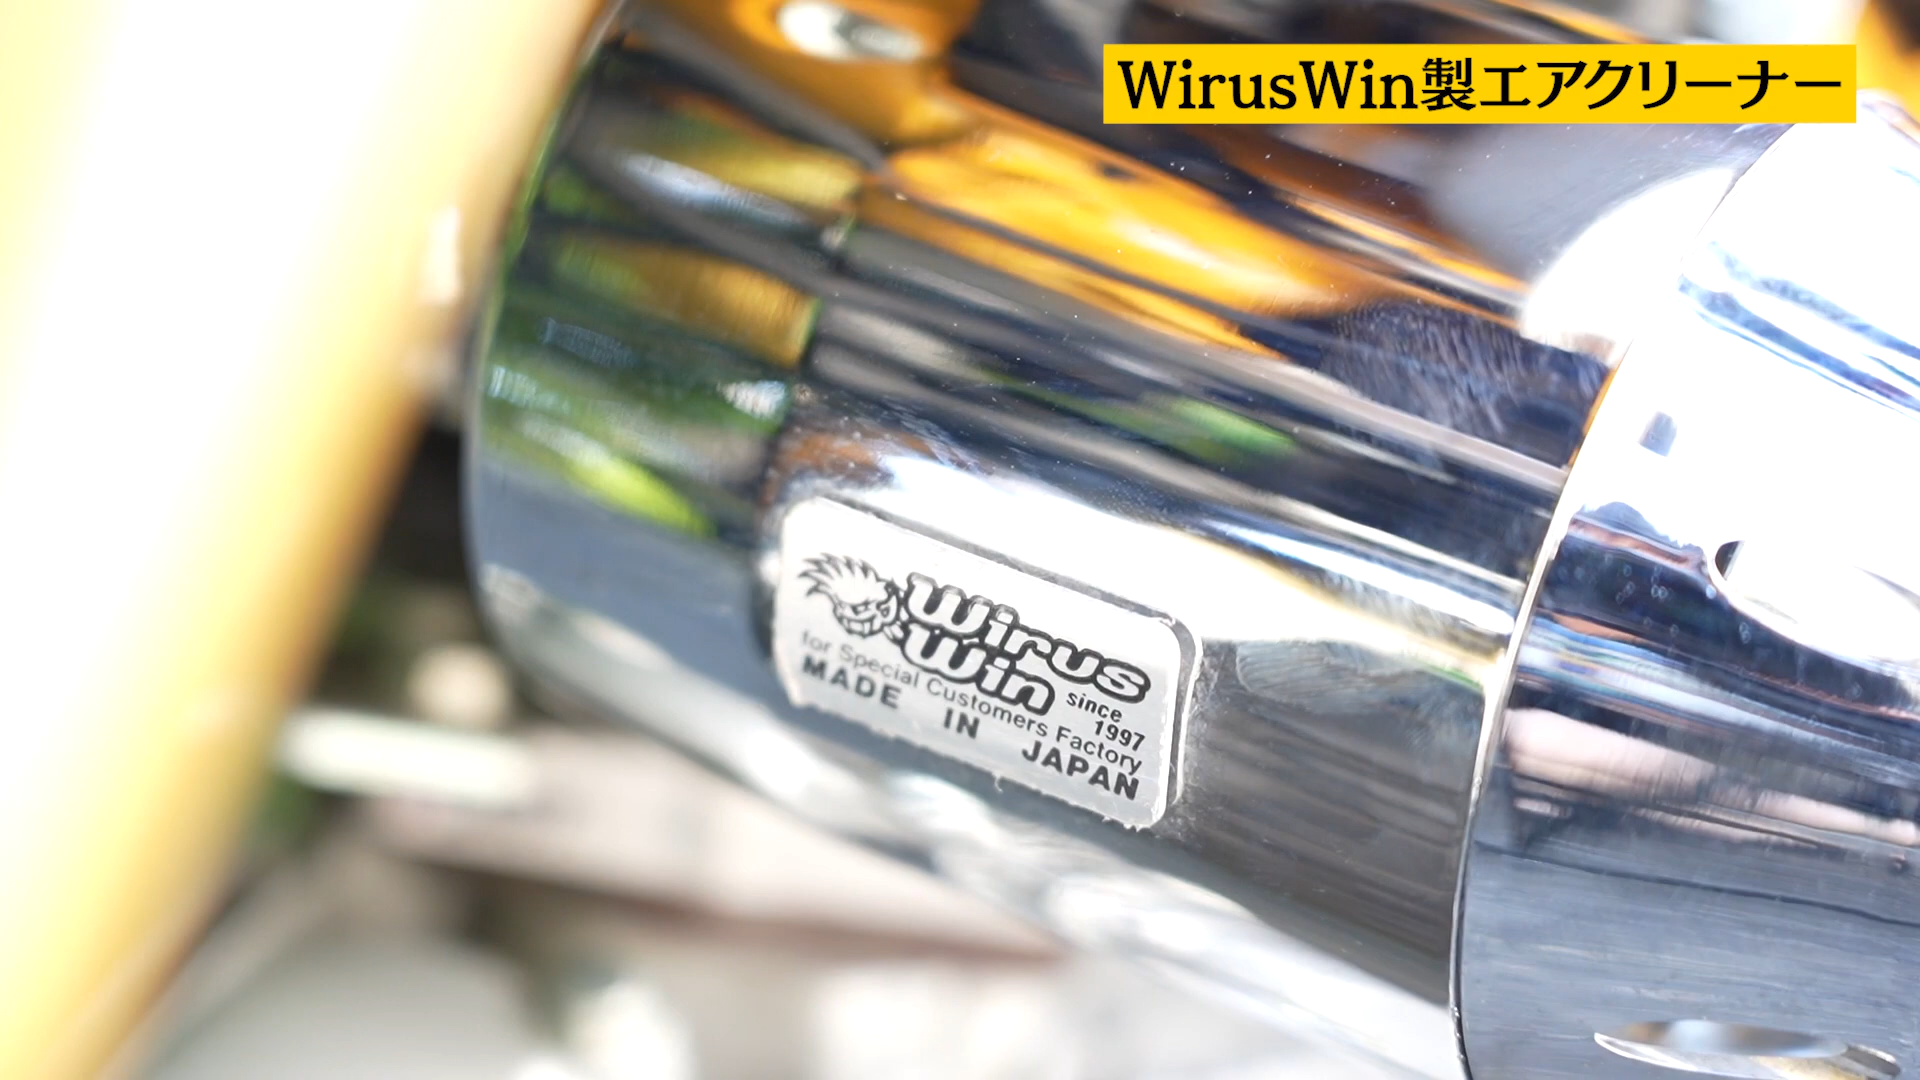 WirusWin製エアクリーナー
Wirus
Win
since
1997
for Special Customers Factory
MADE IN JAPAN